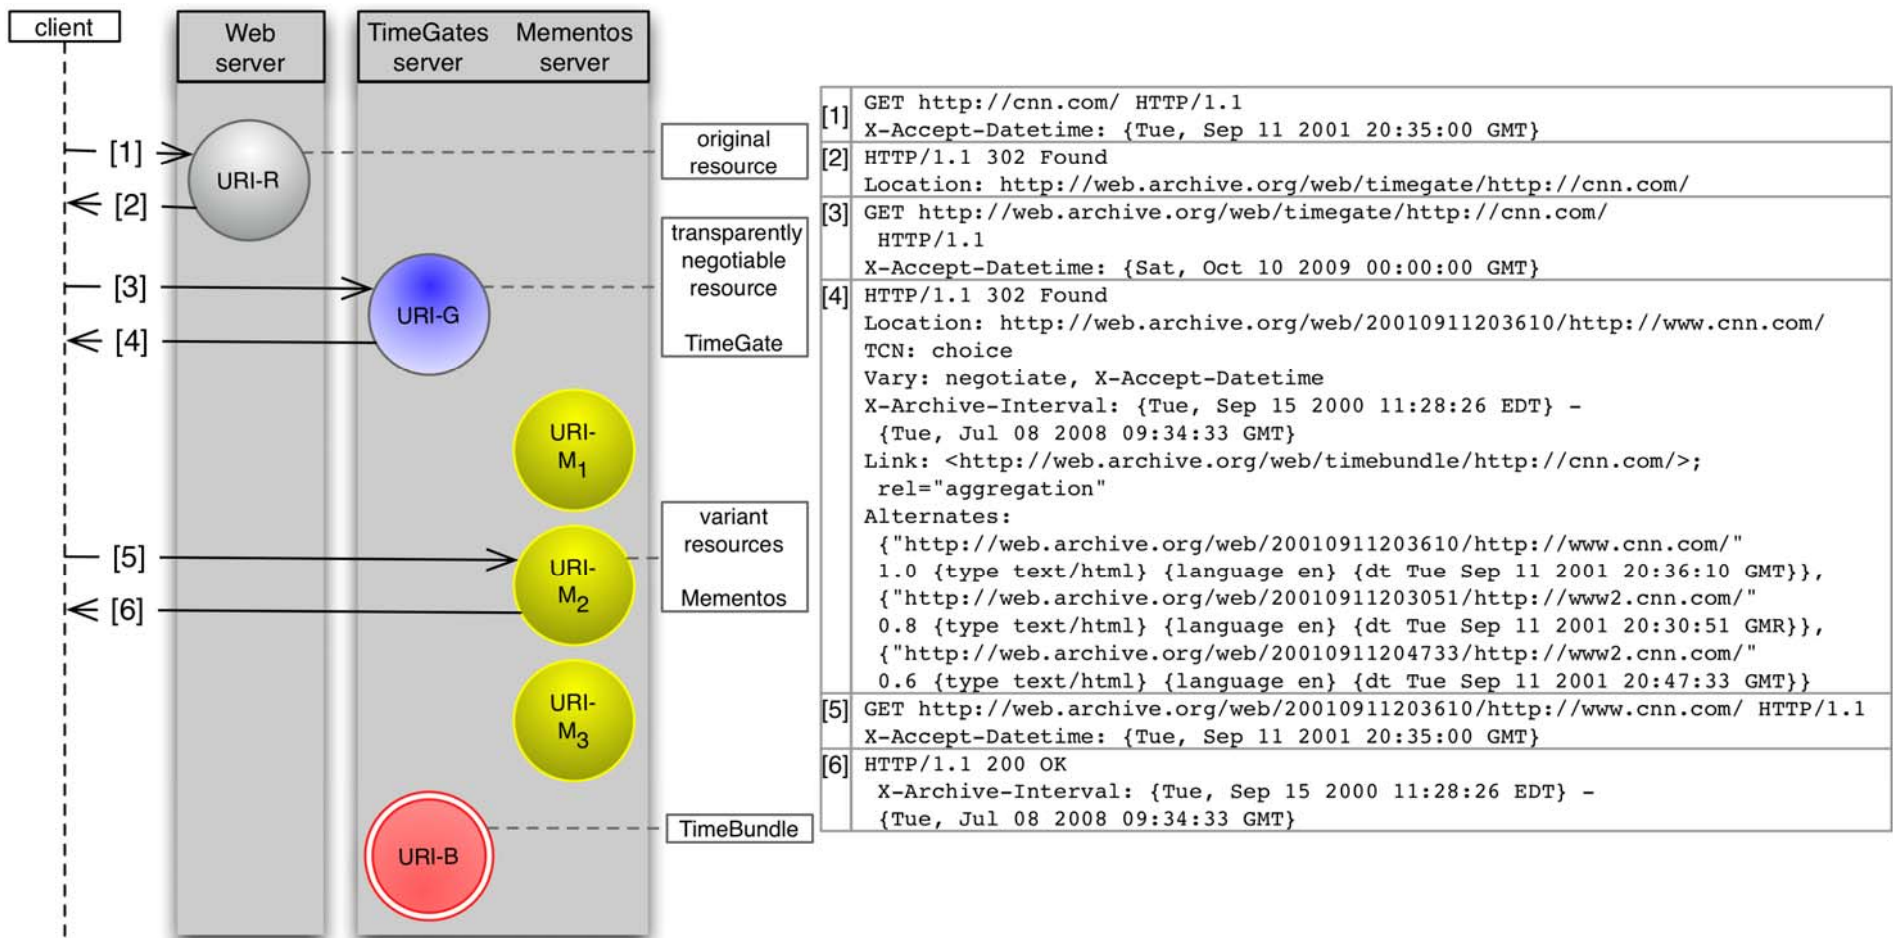 client
Web
server
TimeGates
server
Mementos
server
[1]
URI-R
[2]
original
resource
[3]
URI-G
[4]
transparently
negotiable
resource
TimeGate
URI-
M1
[5]
URI-
M2
[6]
variant
resources
Mementos
URI-
M3
URI-B
TimeBundle
[1] GET http://cnn.com/ HTTP/1.1
X-Accept-Datetime: {Tue, Sep 11 2001 20:35:00 GMT}
[2] HTTP/1.1 302 Found
Location: http://web.archive.org/web/timegate/http://cnn.com/
[3] GET http://web.archive.org/web/timegate/http://cnn.com/
HTTP/1.1
X-Accept-Datetime: {Sat, Oct 10 2009 00:00:00 GMT}
[4] HTTP/1.1 302 Found
Location: http://web.archive.org/web/20010911203610/http://www.cnn.com/
TCN: choice
Vary: negotiate, X-Accept-Datetime
X-Archive-Interval: {Tue, Sep 15 2000 11:28:26 EDT} -
{Tue, Jul 08 2008 09:34:33 GMT}
Link: <http://web.archive.org/web/timebundle/http://cnn.com/>;
rel="aggregation"
Alternates:
{"http://web.archive.org/web/20010911203610/http://www.cnn.com/"
1.0 {type text/html} {language en} {dt Tue Sep 11 2001 20:36:10 GMT}},
{"http://web.archive.org/web/20010911203051/http://www2.cnn.com/"
0.8 {type text/html} {language en} {dt Tue Sep 11 2001 20:30:51 GMR}},
{"http://web.archive.org/web/20010911204733/http://www2.cnn.com/"
0.6 {type text/html} {language en} {dt Tue Sep 11 2001 20:47:33 GMT}}
[5] GET http://web.archive.org/web/20010911203610/http://www.cnn.com/ HTTP/1.1
X-Accept-Datetime: {Tue, Sep 11 2001 20:35:00 GMT}
[6] HTTP/1.1 200 OK
X-Archive-Interval: {Tue, Sep 15 2000 11:28:26 EDT} -
{Tue, Jul 08 2008 09:34:33 GMT}